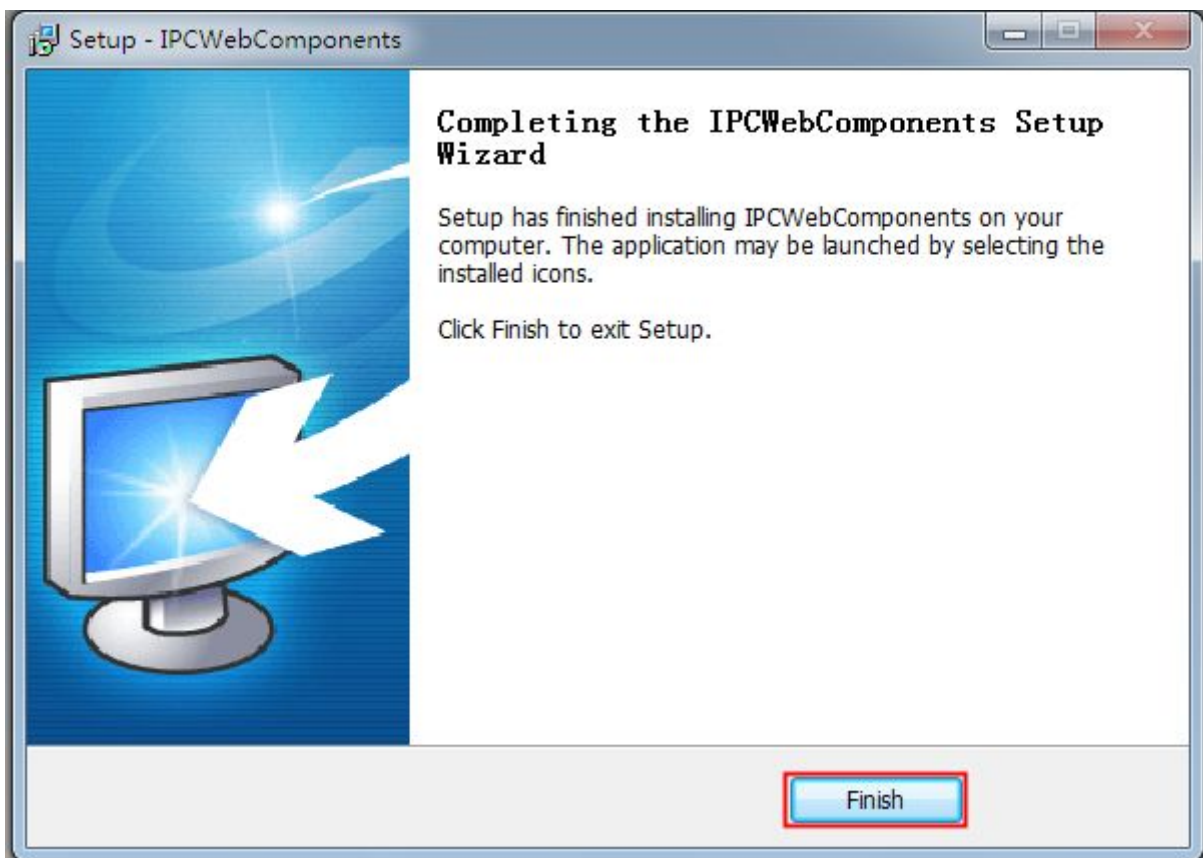 Setup - IPCWebComponents
Completing the IPCWebComponents Setup
Wizard
Setup has finished installing IPCWebComponents on your
computer. The application may be launched by selecting the
installed icons.
Click Finish to exit Setup.
Finish